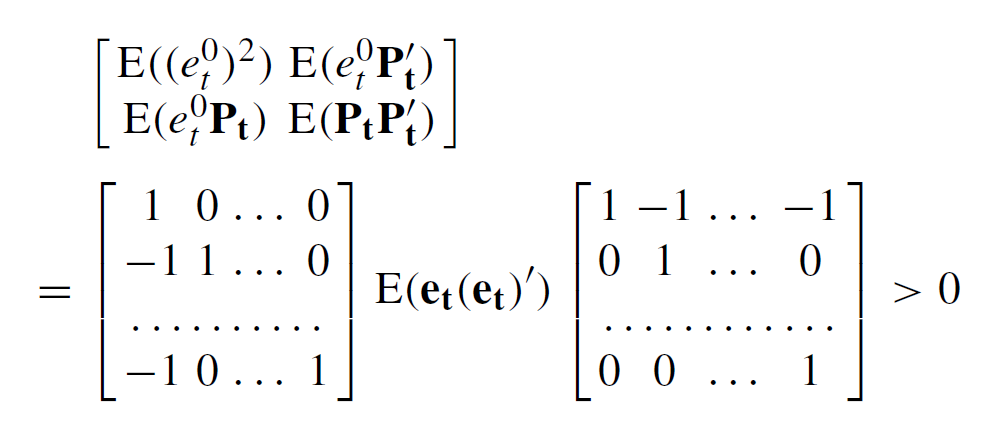 [ E((e_t^0)^2) E(e_t^0 𝐏_𝐭′) ]
[ E(e_t^0 𝐏_𝐭) E(𝐏_𝐭 𝐏_𝐭′) ]
[ 1 0 … 0 ] [ 1 −1 … −1 ]
[ −1 1 … 0 ] [ 0 1 … 0 ]
= E(𝐞_𝐭(𝐞_𝐭)′) > 0
[ .......... ] [ ............ ]
[ −1 0 … 1 ] [ 0 0 … 1 ]